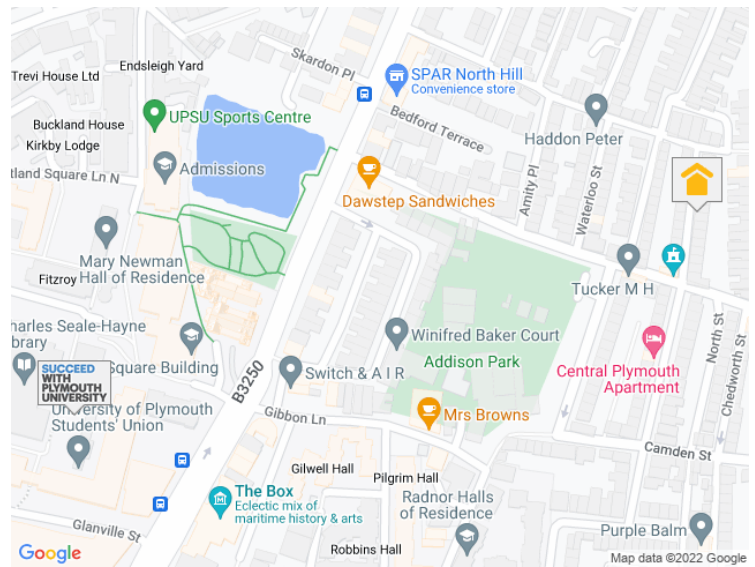 Endsleigh Yard
Trevi House Ltd
Skardon Pl
SPAR North Hill
Convenience store
UPSU Sports Centre
Buckland House
Kirkby Lodge
Bedford Terrace
Haddon Peter
Admissions
tland Square Ln N
Dawstep Sandwiches
Amity Pl
Waterloo St
Mary Newman
Hall of Residence
Fitzroy
Tucker M H
harles Seale-Hayne
Library
Square Building
Winifred Baker Court
Addison Park
North St
Chedworth St
SUCCEED
WITH
PLYMOUTH
UNIVERSITY
B3250
Switch & A I R
Central Plymouth
Apartment
University of Plymouth
Students' Union
Gibbon Ln
Mrs Browns
Camden St
Gilwell Hall
Pilgrim Hall
The Box
Eclectic mix of
maritime history & arts
Radnor Halls
of Residence
Glanville St
Purple Balm
Robbins Hall
Google
Map data ©2022 Google